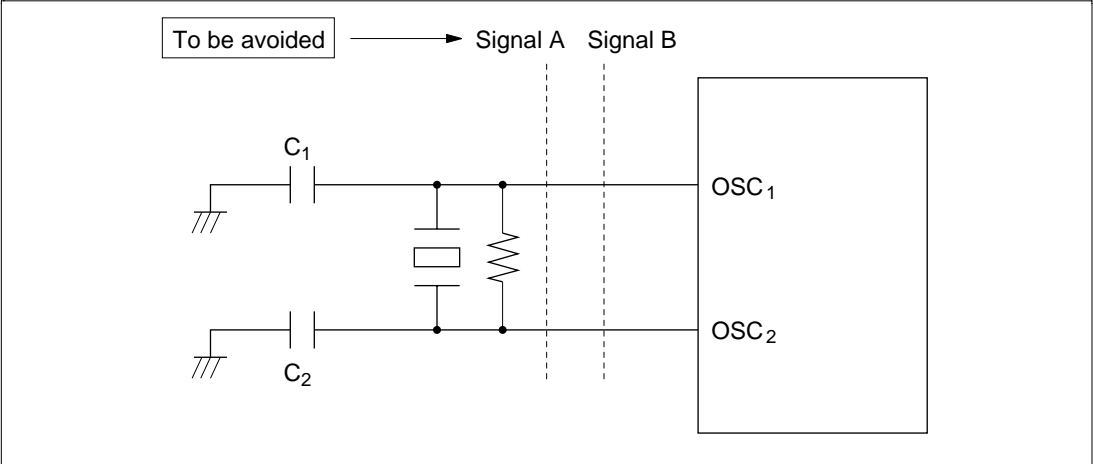 To be avoided
Signal A Signal B
C1
OSC1
OSC2
C2